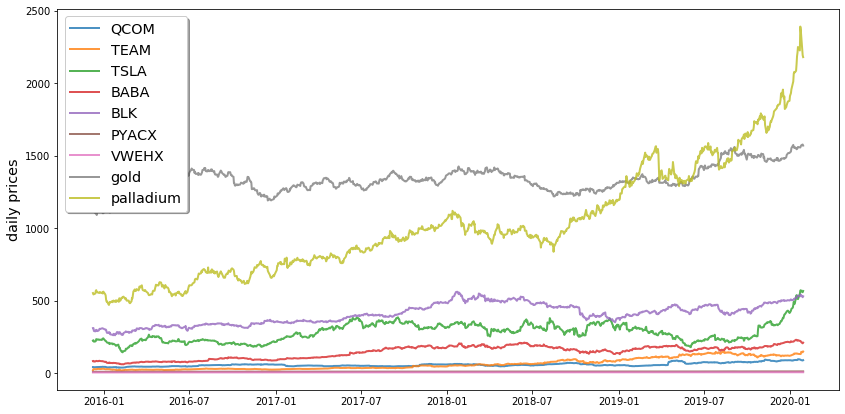 2500
2000
1500
1000
500
0
daily prices
QCOM
TEAM
TSLA
BABA
BLK
PYACX
VWEHX
gold
palladium
2016-01 2016-07 2017-01 2017-07 2018-01 2018-07 2019-01 2019-07 2020-01